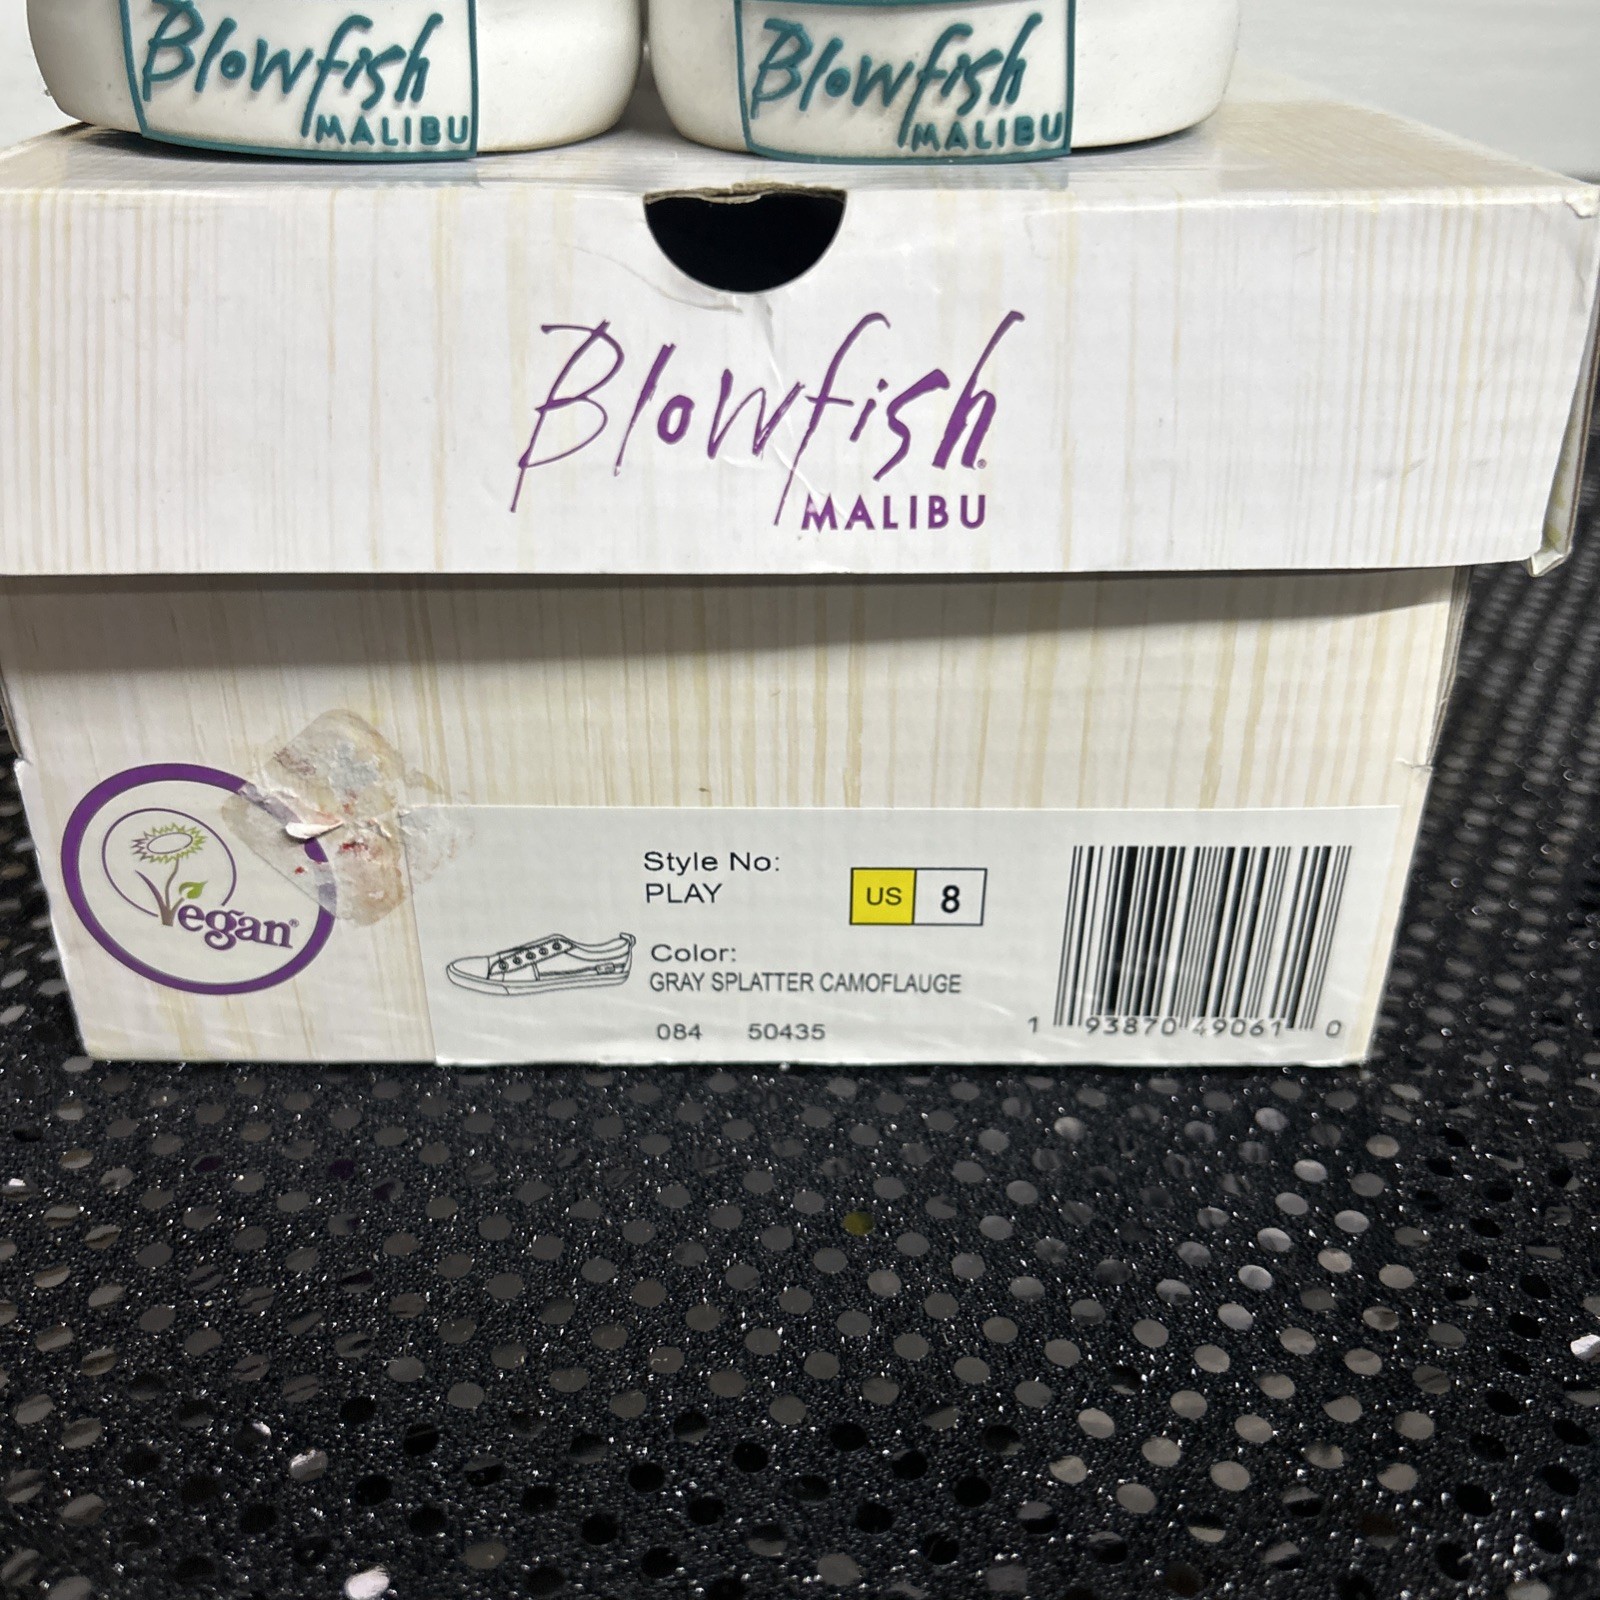 Blowfish
MALIBU
Blowfish
MALIBU
Blowfish
MALIBU
Vegan®
Style No:
PLAY
US 8
Color:
GRAY SPLATTER CAMOFLAUGE
084 50435
1 93870 49061 0